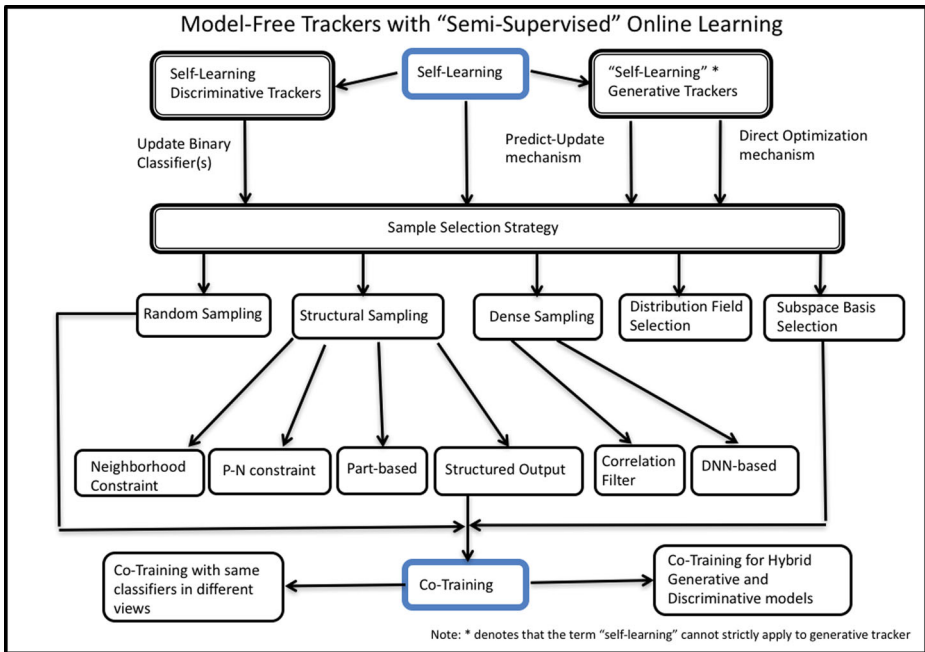 Model-Free Trackers with “Semi-Supervised” Online Learning
Self-Learning
Discriminative Trackers
Self-Learning
“Self-Learning” *
Generative Trackers
Update Binary
Classifier(s)
Predict-Update
mechanism
Direct Optimization
mechanism
Sample Selection Strategy
Random Sampling
Structural Sampling
Dense Sampling
Distribution Field
Selection
Subspace Basis
Selection
Neighborhood
Constraint
P-N constraint
Part-based
Structured Output
Correlation
Filter
DNN-based
Co-Training with same
classifiers in different
views
Co-Training
Co-Training for Hybrid
Generative and
Discriminative models
Note: * denotes that the term “self-learning” cannot strictly apply to generative tracker